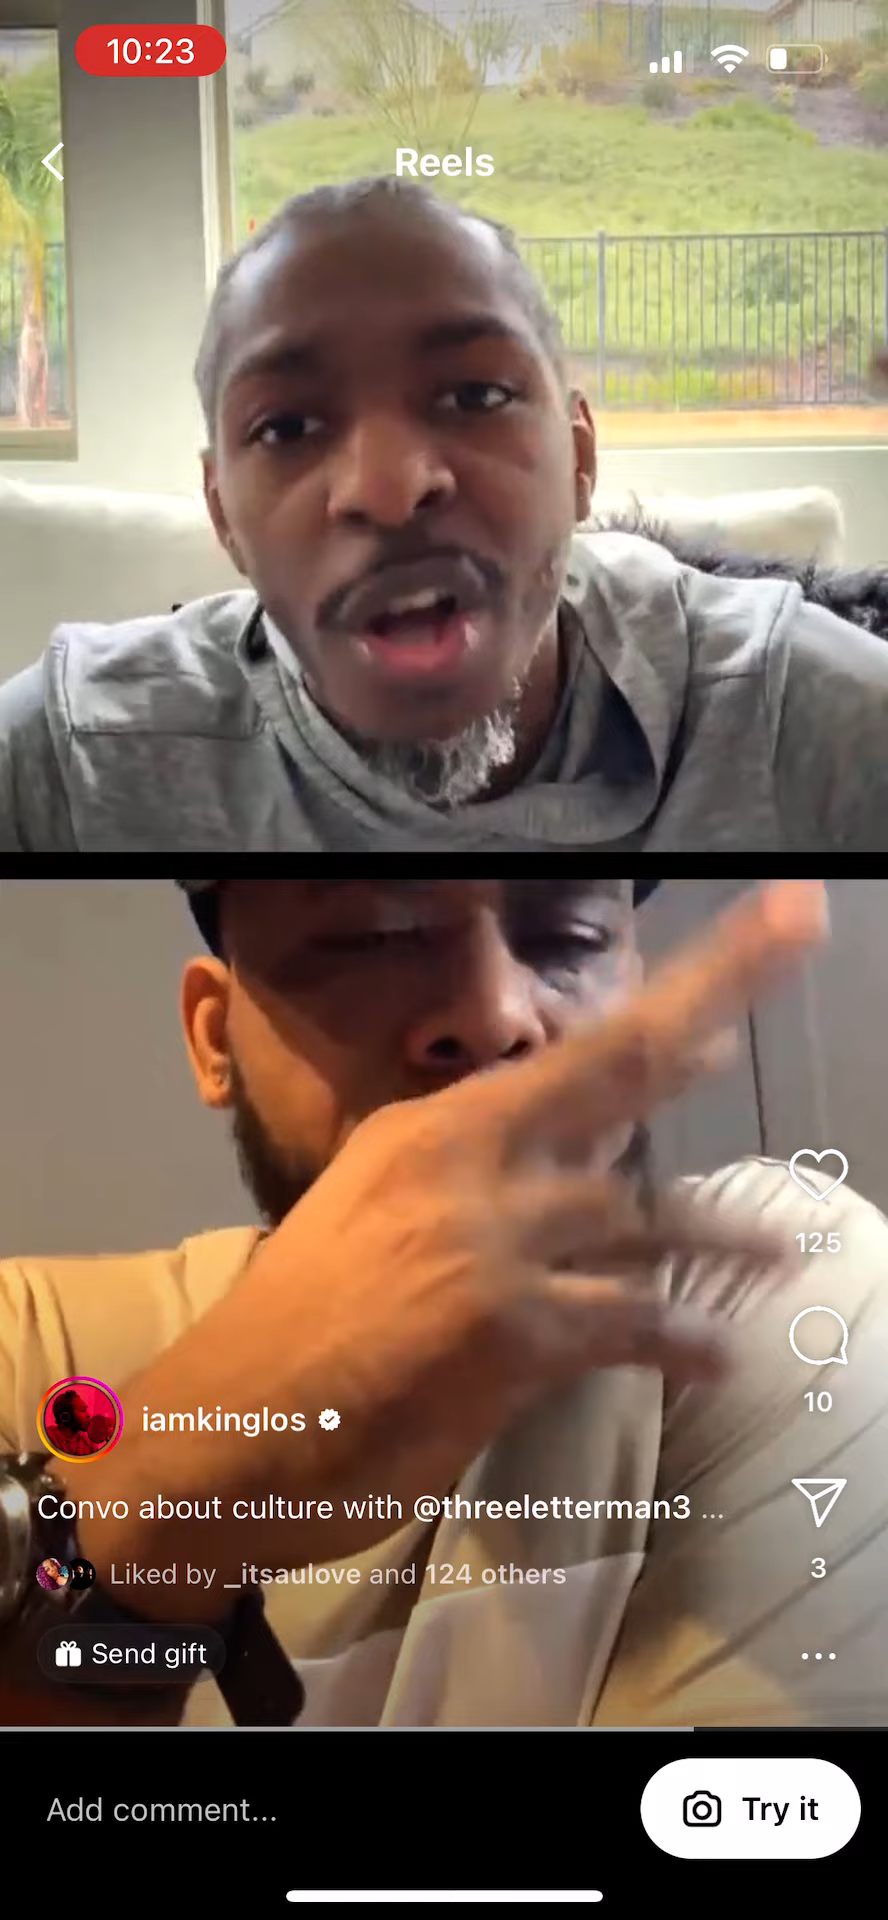 10:23
Reels
125
10
iamkinglos
Convo about culture with @threeletterman3 ...
3
Liked by _itsaulove and 124 others
Send gift
Add comment...
Try it